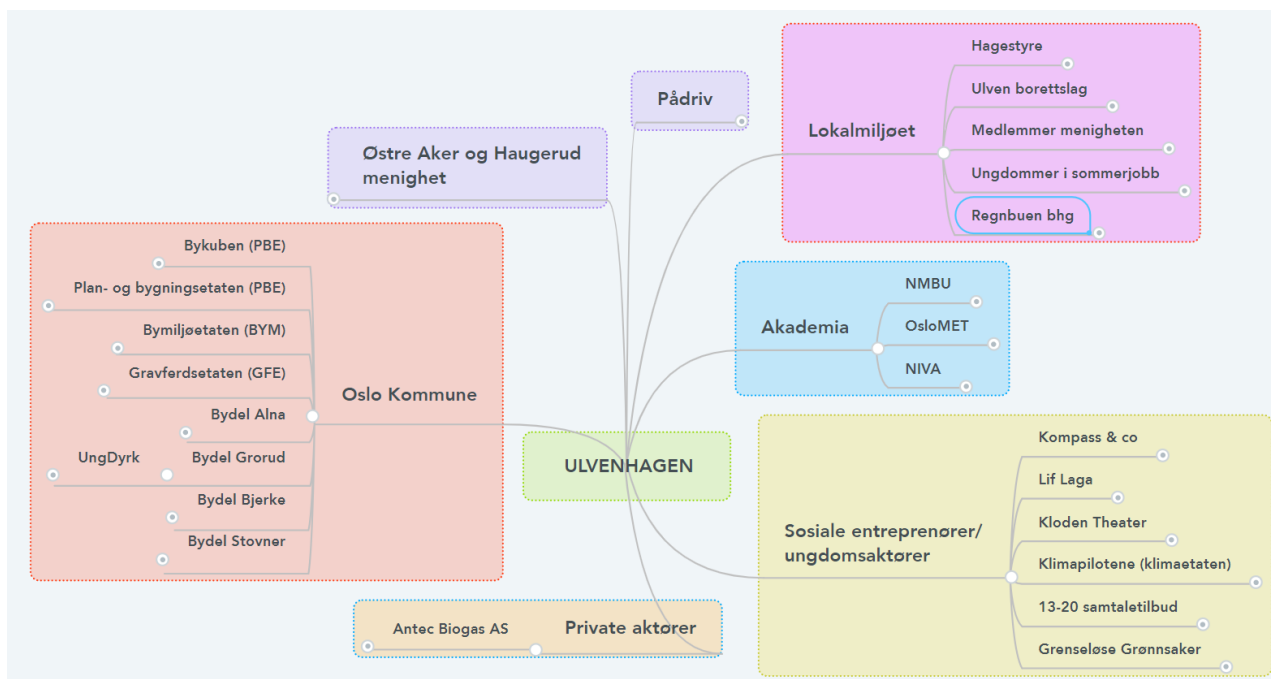 Pådriv
Østre Aker og Haugerud
menighet
Lokalmiljøet
Hagestyre
Ulven borettslag
Medlemmer menigheten
Ungdommer i sommerjobb
Regnbuen bhg
Oslo Kommune
Bykuben (PBE)
Plan- og bygningsetaten (PBE)
Bymiljøetaten (BYM)
Gravferdsetaten (GFE)
Bydel Alna
UngDyrk
Bydel Grorud
Bydel Bjerke
Bydel Stovner
Akademia
NMBU
OsloMET
NIVA
ULVENHAGEN
Sosiale entreprenører/
ungdomsaktører
Kompass & co
Lif Laga
Kloden Theater
Klimapilotene (klimaetaten)
13-20 samtaletilbud
Grenseløse Grønnsaker
Antec Biogas AS
Private aktører